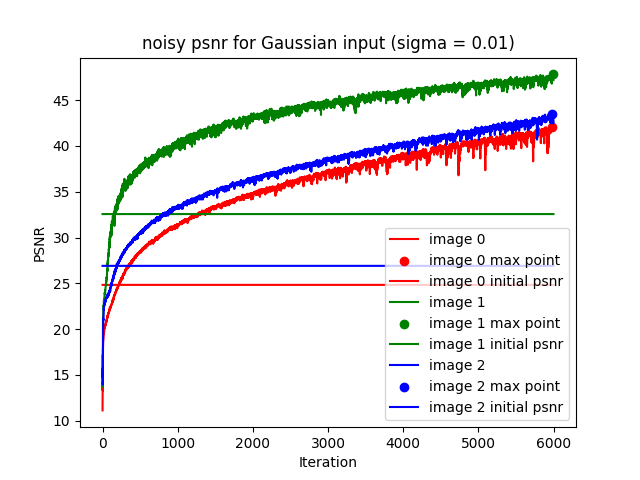 noisy psnr for Gaussian input (sigma = 0.01)
45
40
35
30
25
20
15
10
PSNR
image 0
image 0 max point
image 0 initial psnr
image 1
image 1 max point
image 1 initial psnr
image 2
image 2 max point
image 2 initial psnr
0 1000 2000 3000 4000 5000 6000
Iteration